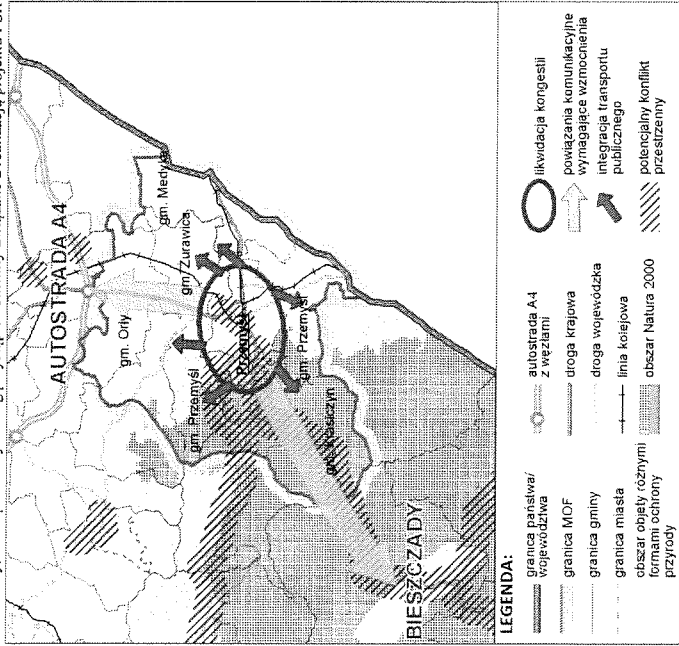 AUTOSTRADA A4
gm. Orły
gm. Medyka
gm. Żurawica
gm. Przemyśl
Przemyśl
gm. Przemyśl
gm. Krasiczyn
BIESZCZADY
LEGENDA:
granica państwa/
województwa
granica MOF
granica gminy
granica miasta
obszar objęty różnymi
formami ochrony
przyrody
autostrada A4
z węzłami
droga krajowa
droga wojewódzka
linia kolejowa
obszar Natura 2000
likwidacja kongestii
powiązania komunikacyjne
wymagające wzmocnienia
integracja transportu
publicznego
potencjalny konflikt
przestrzenny